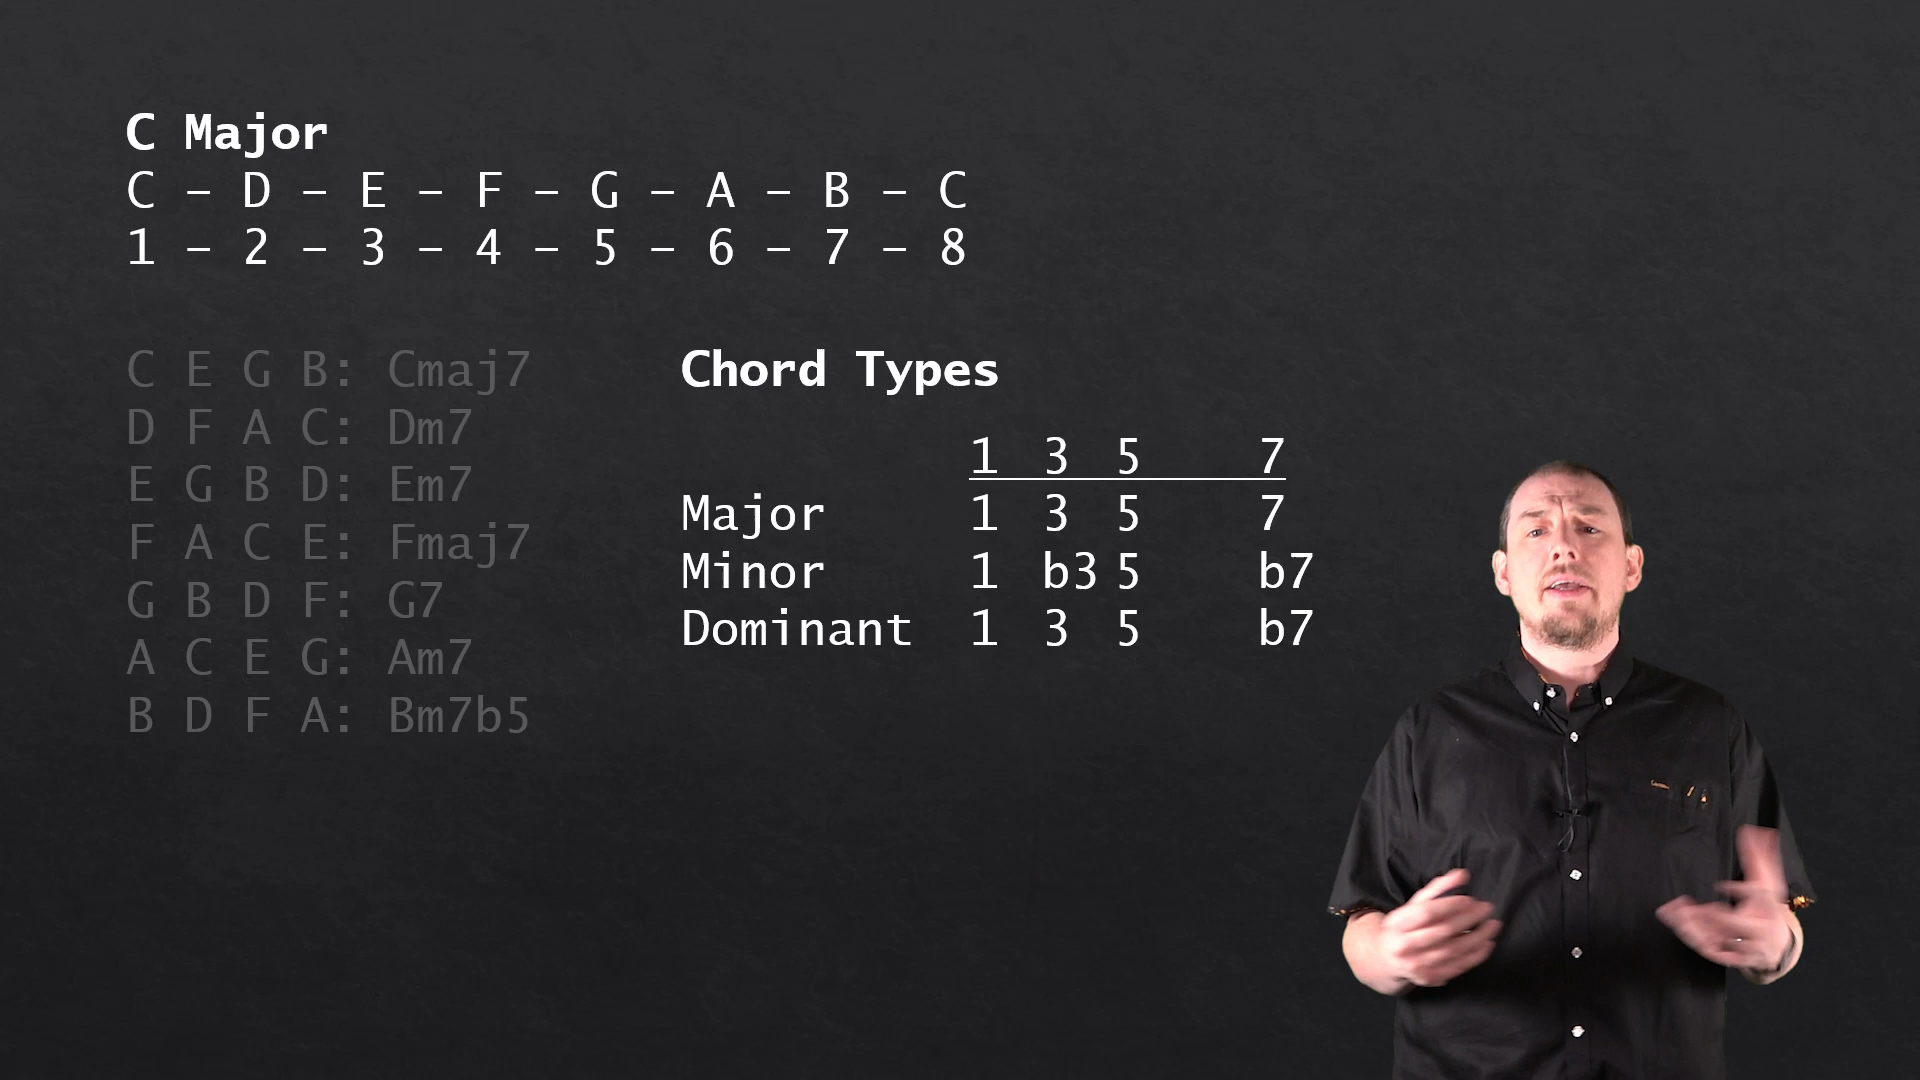 C Major
C – D – E – F – G – A – B – C
1 – 2 – 3 – 4 – 5 – 6 – 7 – 8
C E G B: Cmaj7
D F A C: Dm7
E G B D: Em7
F A C E: Fmaj7
G B D F: G7
A C E G: Am7
B D F A: Bm7b5
Chord Types
1 3 5 7
Major 1 3 5 7
Minor 1 b3 5 b7
Dominant 1 3 5 b7